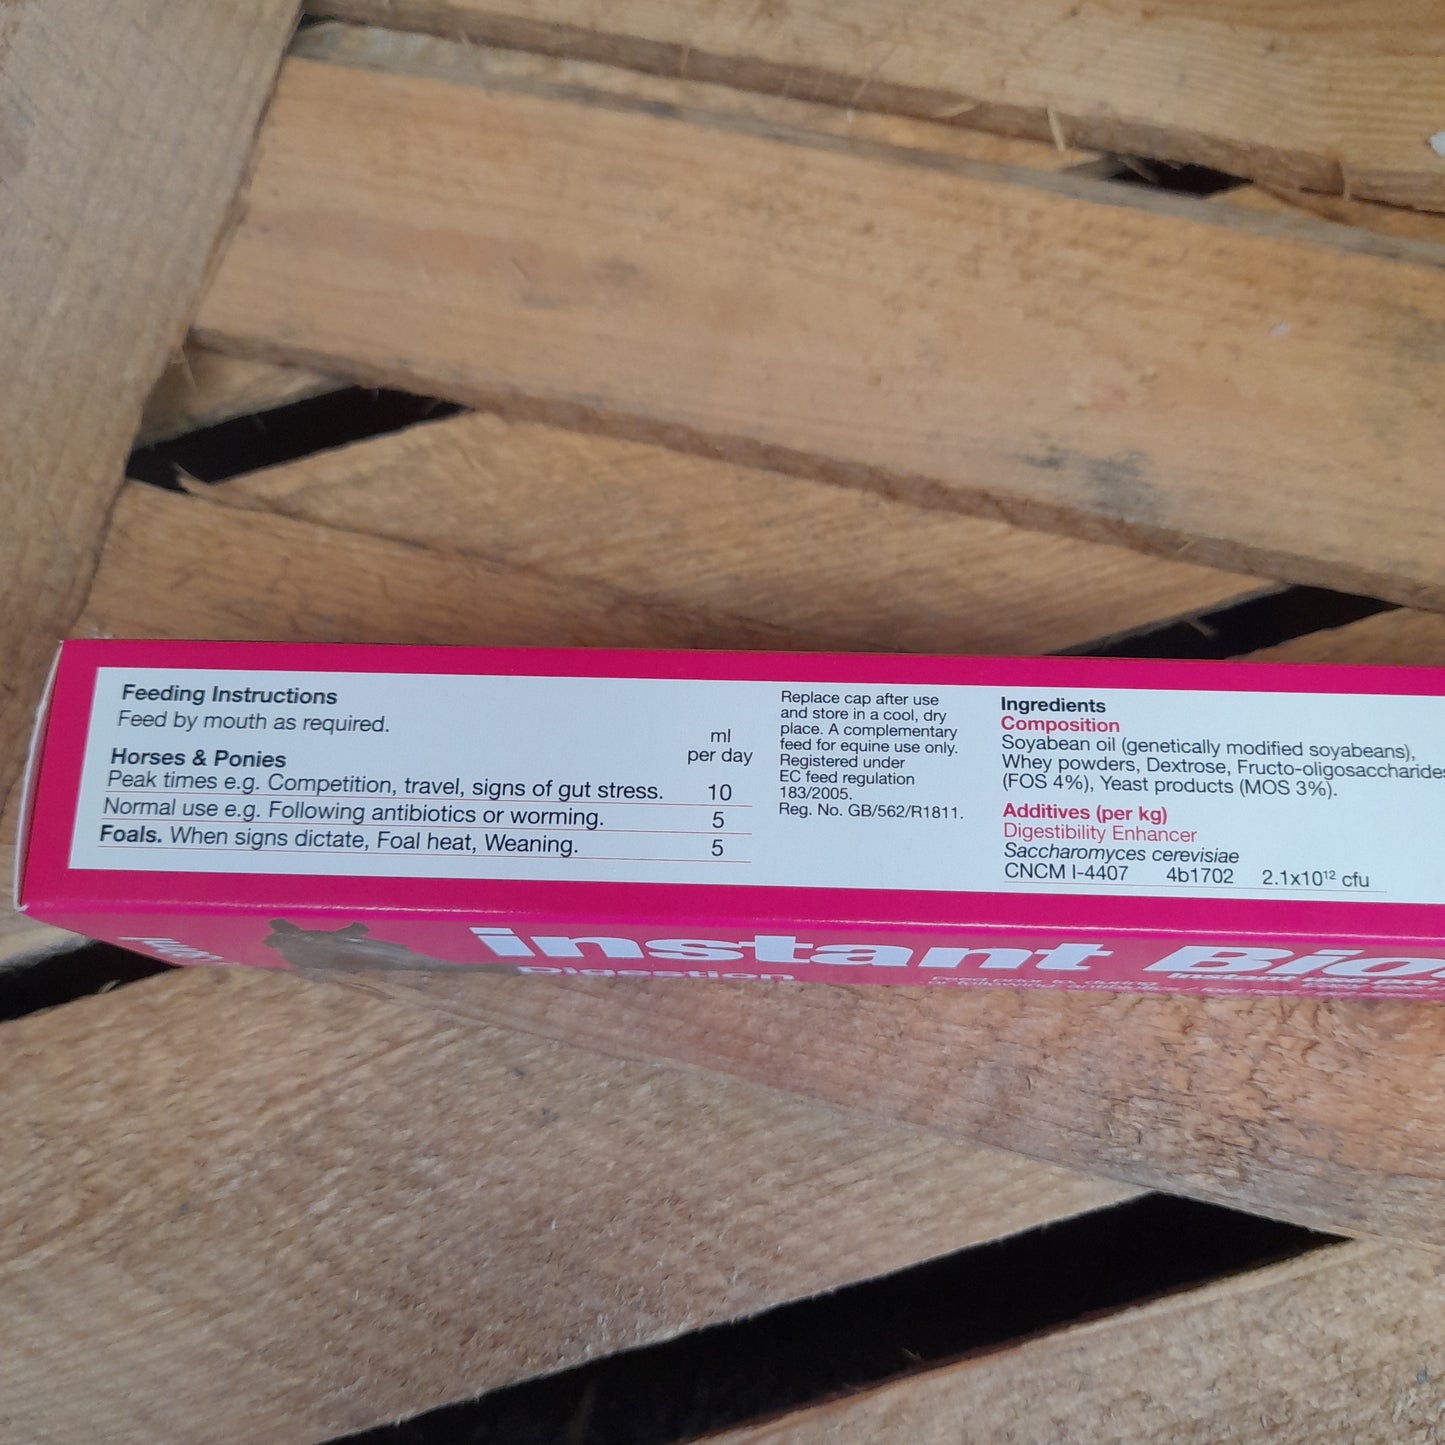 Feeding Instructions
Feed by mouth as required.
ml
per day
Horses & Ponies
Peak times e.g. Competition, travel, signs of gut stress. 10
Normal use e.g. Following antibiotics or worming. 5
Foals. When signs dictate, Foal heat, Weaning. 5
Replace cap after use
and store in a cool, dry
place. A complementary
feed for equine use only.
Registered under
EC feed regulation
183/2005.
Reg. No. GB/562/R1811.
Ingredients
Composition
Soyabean oil (genetically modified soyabeans),
Whey powders, Dextrose, Fructo-oligosaccharides
(FOS 4%), Yeast products (MOS 3%).
Additives (per kg)
Digestibility Enhancer
Saccharomyces cerevisiae
CNCM I-4407 4b1702 2.1x10¹² cfu
instant Bio
Digestion